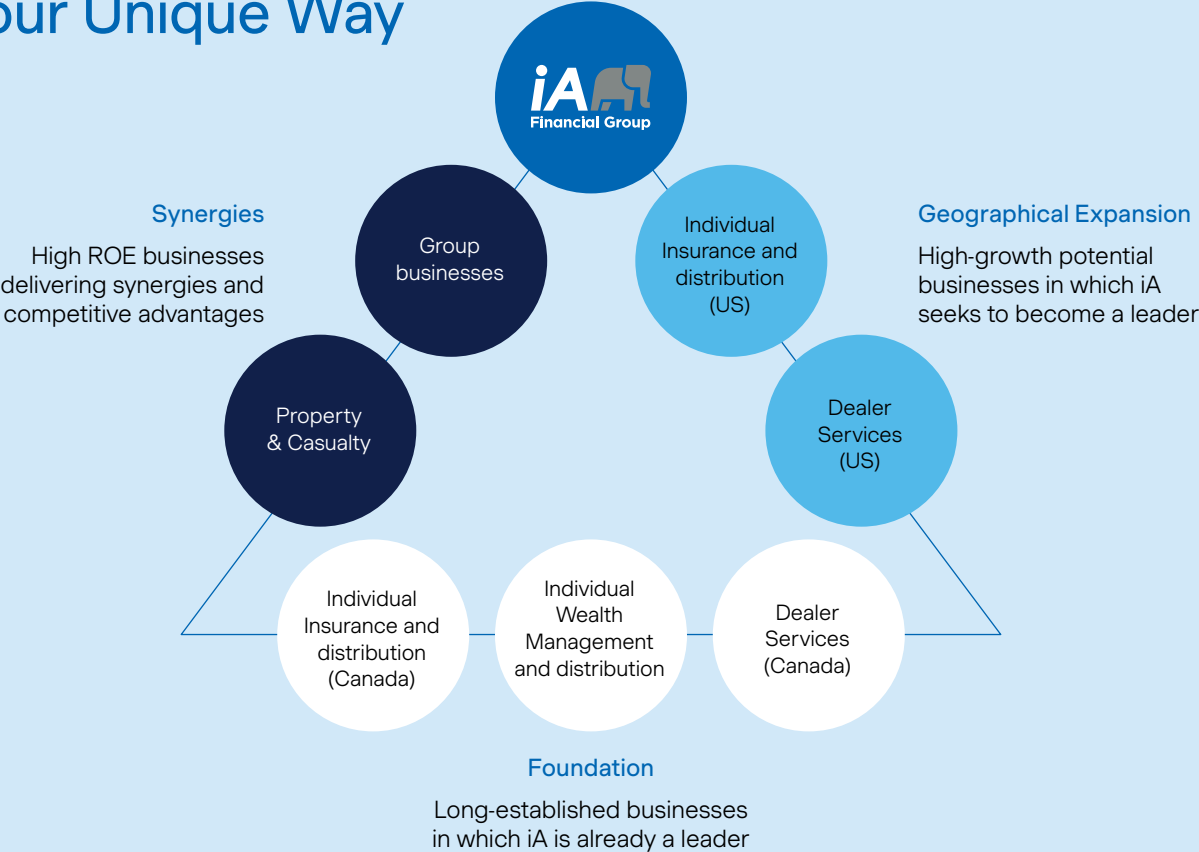 our Unique Way
iA
Financial Group
Synergies
High ROE businesses
delivering synergies and
competitive advantages
Group
businesses
Individual
Insurance and
distribution
(US)
Geographical Expansion
High-growth potential
businesses in which iA
seeks to become a leader
Property
& Casualty
Dealer
Services
(US)
Individual
Insurance and
distribution
(Canada)
Individual
Wealth
Management
and distribution
Dealer
Services
(Canada)
Foundation
Long-established businesses
in which iA is already a leader